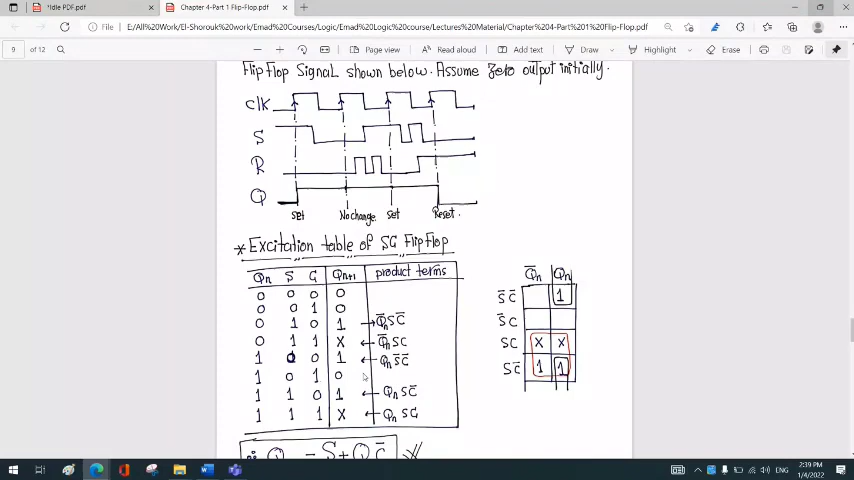 *Idle PDF.pdf
Chapter 4-Part 1 Flip-Flop.pdf
File
E:/All%20Work/El-Shorouk%20work/Emad%20Courses/Logic/Emad%20Logic%20course/Lectures%20Material/Chapter%204-Part%201%20Flip-Flop.pdf
9 of 12
Page view
Read aloud
Add text
Draw
Highlight
Erase
FlipFlop Signal shown below. Assume Zero output initially.
clk
S
R
Q
Set No change Set Reset.
* Excitation table of SC FlipFlop
Qn S C Qn+1 product terms
0 0 0 0
0 0 1 0
0 1 0 1 → Q̄n S C̄
0 1 1 X ← Q̄n S C
1 0 0 1 ← Qn S̄ C̄
1 0 1 0
1 1 0 1 ← Qn S C̄
1 1 1 X ← Qn S C
Q̄n Qn
S̄ C̄ 1
S̄ C
S C X X
S C̄ 1 1
∴ Q = S + Q C̄
ENG
2:39 PM
1/4/2022